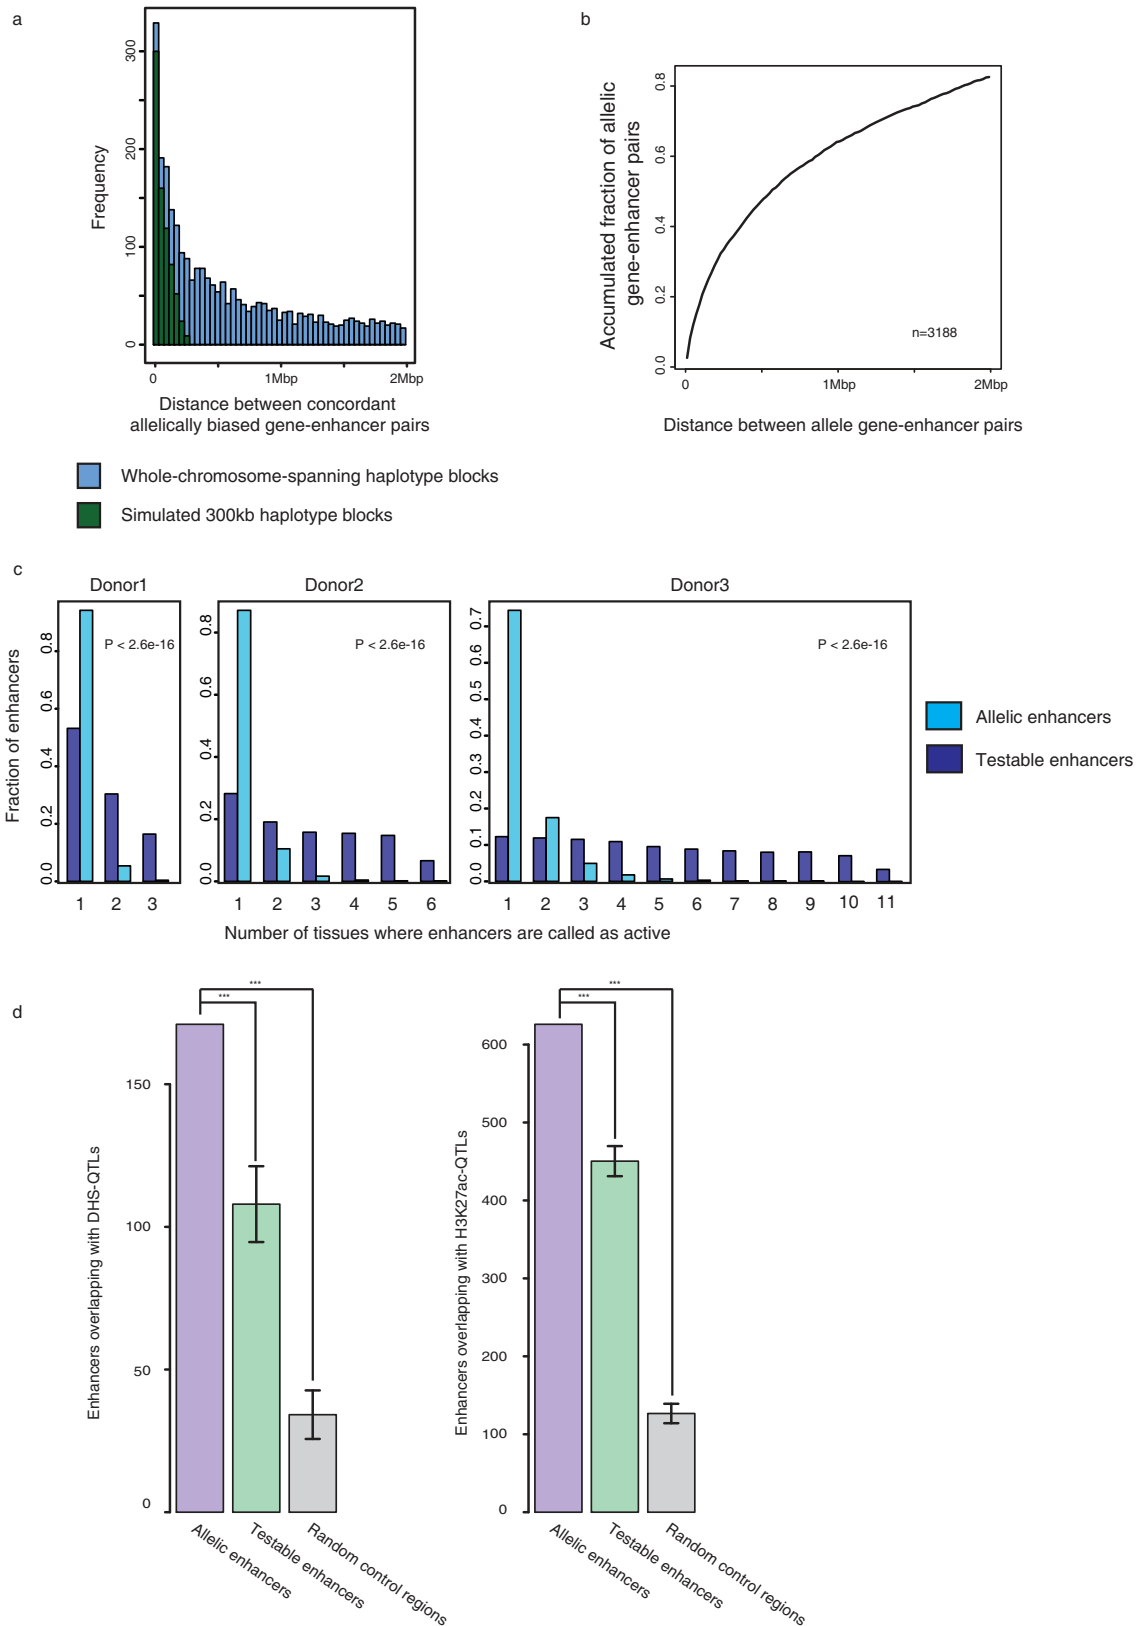 a
Frequency
0
100
200
300
0
1Mbp
2Mbp
Distance between concordant
allelically biased gene-enhancer pairs
Whole-chromosome-spanning haplotype blocks
Simulated 300kb haplotype blocks
b
Accumulated fraction of allelic
gene-enhancer pairs
0.0
0.2
0.4
0.6
0.8
n=3188
0
1Mbp
2Mbp
Distance between allele gene-enhancer pairs
c
Donor1
Donor2
Donor3
Fraction of enhancers
0.0
0.2
0.4
0.6
0.8
P < 2.6e-16
1 2 3
0.0
0.2
0.4
0.6
0.8
P < 2.6e-16
1 2 3 4 5 6
0.0
0.1
0.2
0.3
0.4
0.5
0.6
0.7
P < 2.6e-16
1 2 3 4 5 6 7 8 9 10 11
Number of tissues where enhancers are called as active
Allelic enhancers
Testable enhancers
d
Enhancers overlapping with DHS-QTLs
150
100
50
0
***
***
Allelic enhancers
Testable enhancers
Random control regions
Enhancers overlapping with H3K27ac-QTLs
600
500
400
300
200
100
0
***
***
Allelic enhancers
Testable enhancers
Random control regions